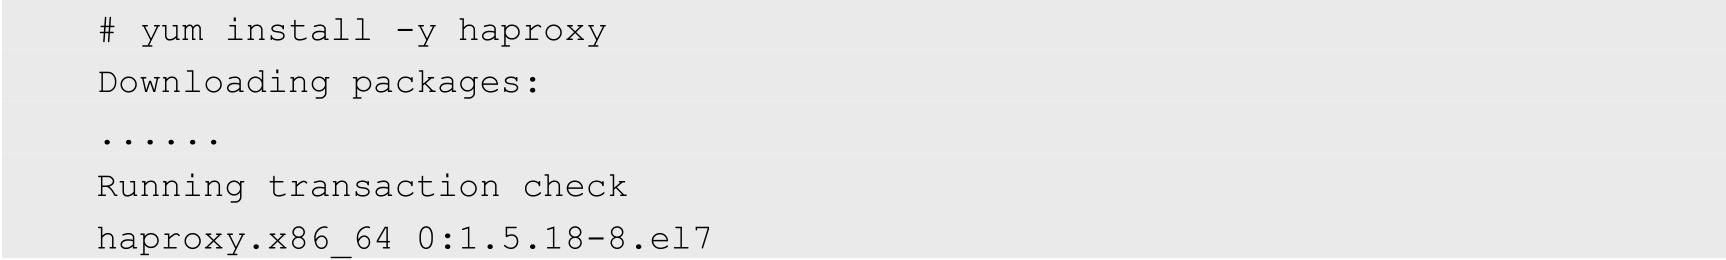 # yum install -y haproxy
Downloading packages:
......
Running transaction check
haproxy.x86_64 0:1.5.18-8.el7